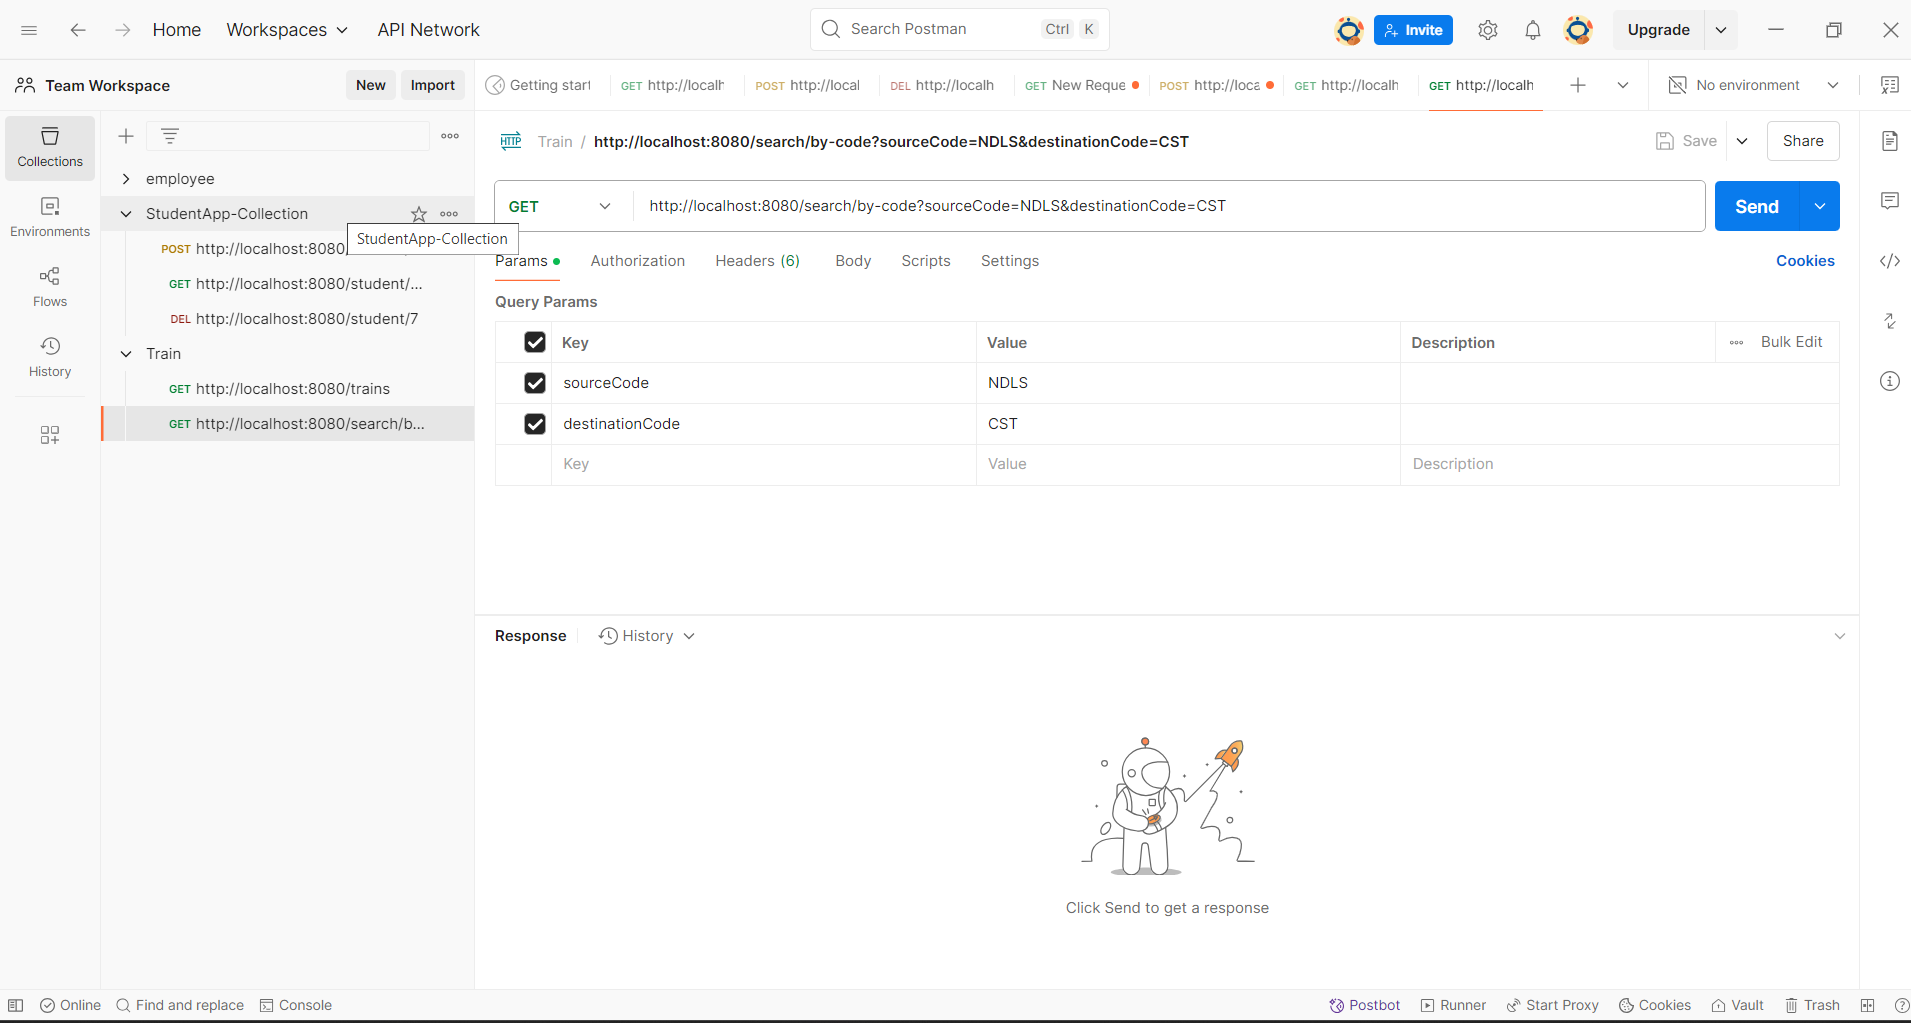 Home Workspaces API Network Search Postman Ctrl K Invite Upgrade
Team Workspace New Import
Getting start GET http://localh POST http://local DEL http://localh GET New Reque POST http://loca GET http://localh GET http://localh No environment
Collections
Environments
Flows
History
employee
StudentApp-Collection
StudentApp-Collection
POST http://localhost:8080/
GET http://localhost:8080/student/...
DEL http://localhost:8080/student/7
Train
GET http://localhost:8080/trains
GET http://localhost:8080/search/b...
HTTP Train / http://localhost:8080/search/by-code?sourceCode=NDLS&destinationCode=CST Save Share
GET http://localhost:8080/search/by-code?sourceCode=NDLS&destinationCode=CST Send
Params Authorization Headers (6) Body Scripts Settings Cookies
Query Params
Key Value Description Bulk Edit
sourceCode NDLS
destinationCode CST
Key Value Description
Response History
Click Send to get a response
Online Find and replace Console Postbot Runner Start Proxy Cookies Vault Trash